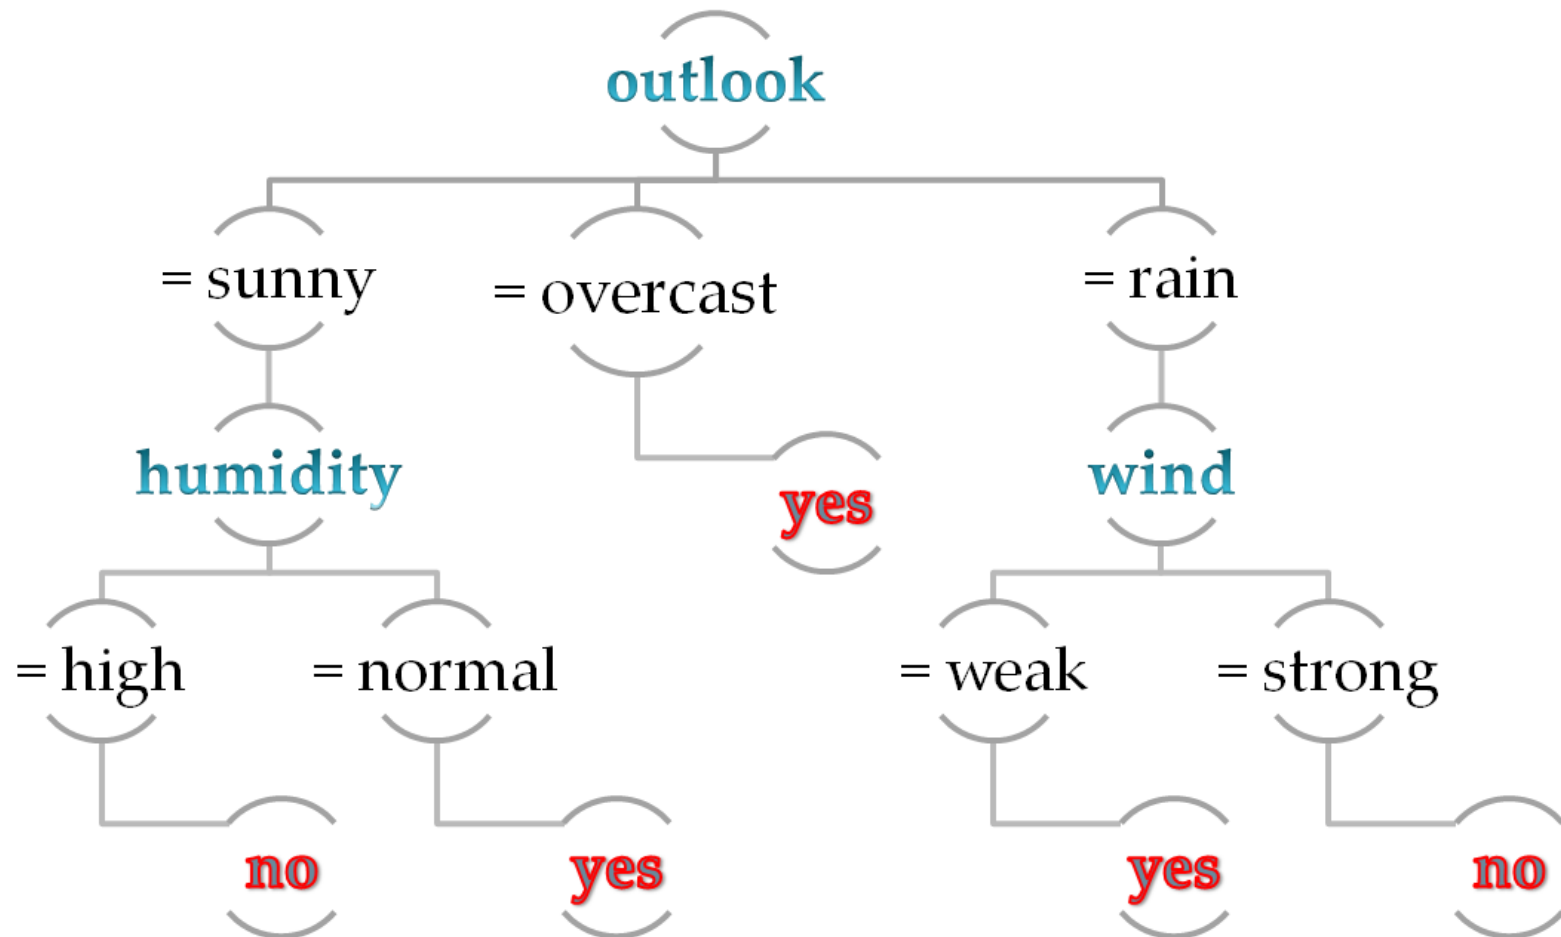 outlook
= sunny
= overcast
= rain
humidity
yes
wind
= high
= normal
= weak
= strong
no
yes
yes
no